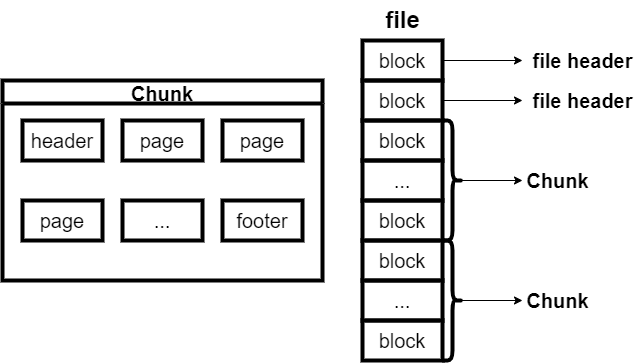 Chunk
header page page
page ... footer
file
block file header
block file header
block
... Chunk
block
block
... Chunk
block